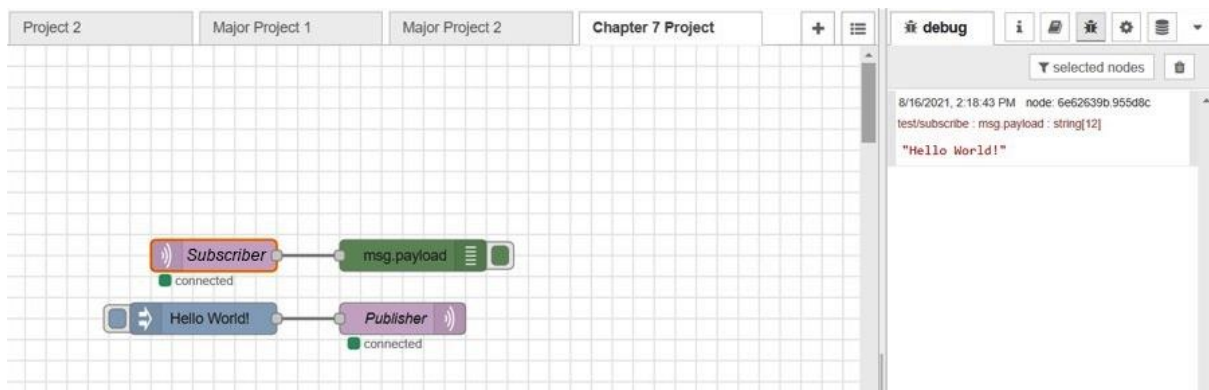 Project 2
Major Project 1
Major Project 2
Chapter 7 Project
debug
i
selected nodes
8/16/2021, 2:18:43 PM node: 6e62639b.955d8c
test/subscribe : msg.payload : string[12]
"Hello World!"
Subscriber
msg.payload
connected
Hello World!
Publisher
connected